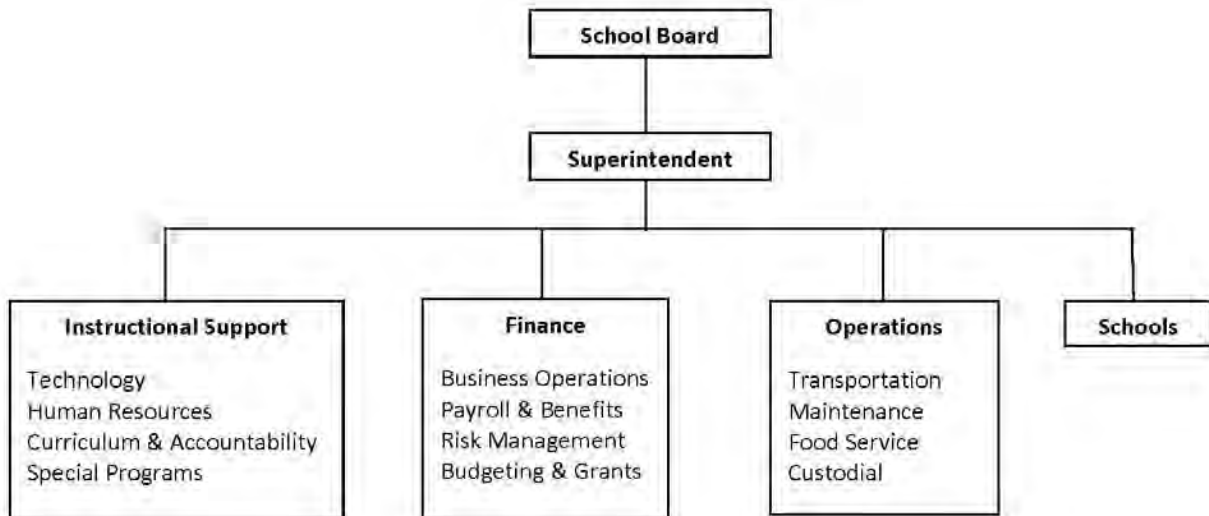 School Board
Superintendent
Instructional Support
Technology
Human Resources
Curriculum & Accountability
Special Programs
Finance
Business Operations
Payroll & Benefits
Risk Management
Budgeting & Grants
Operations
Transportation
Maintenance
Food Service
Custodial
Schools